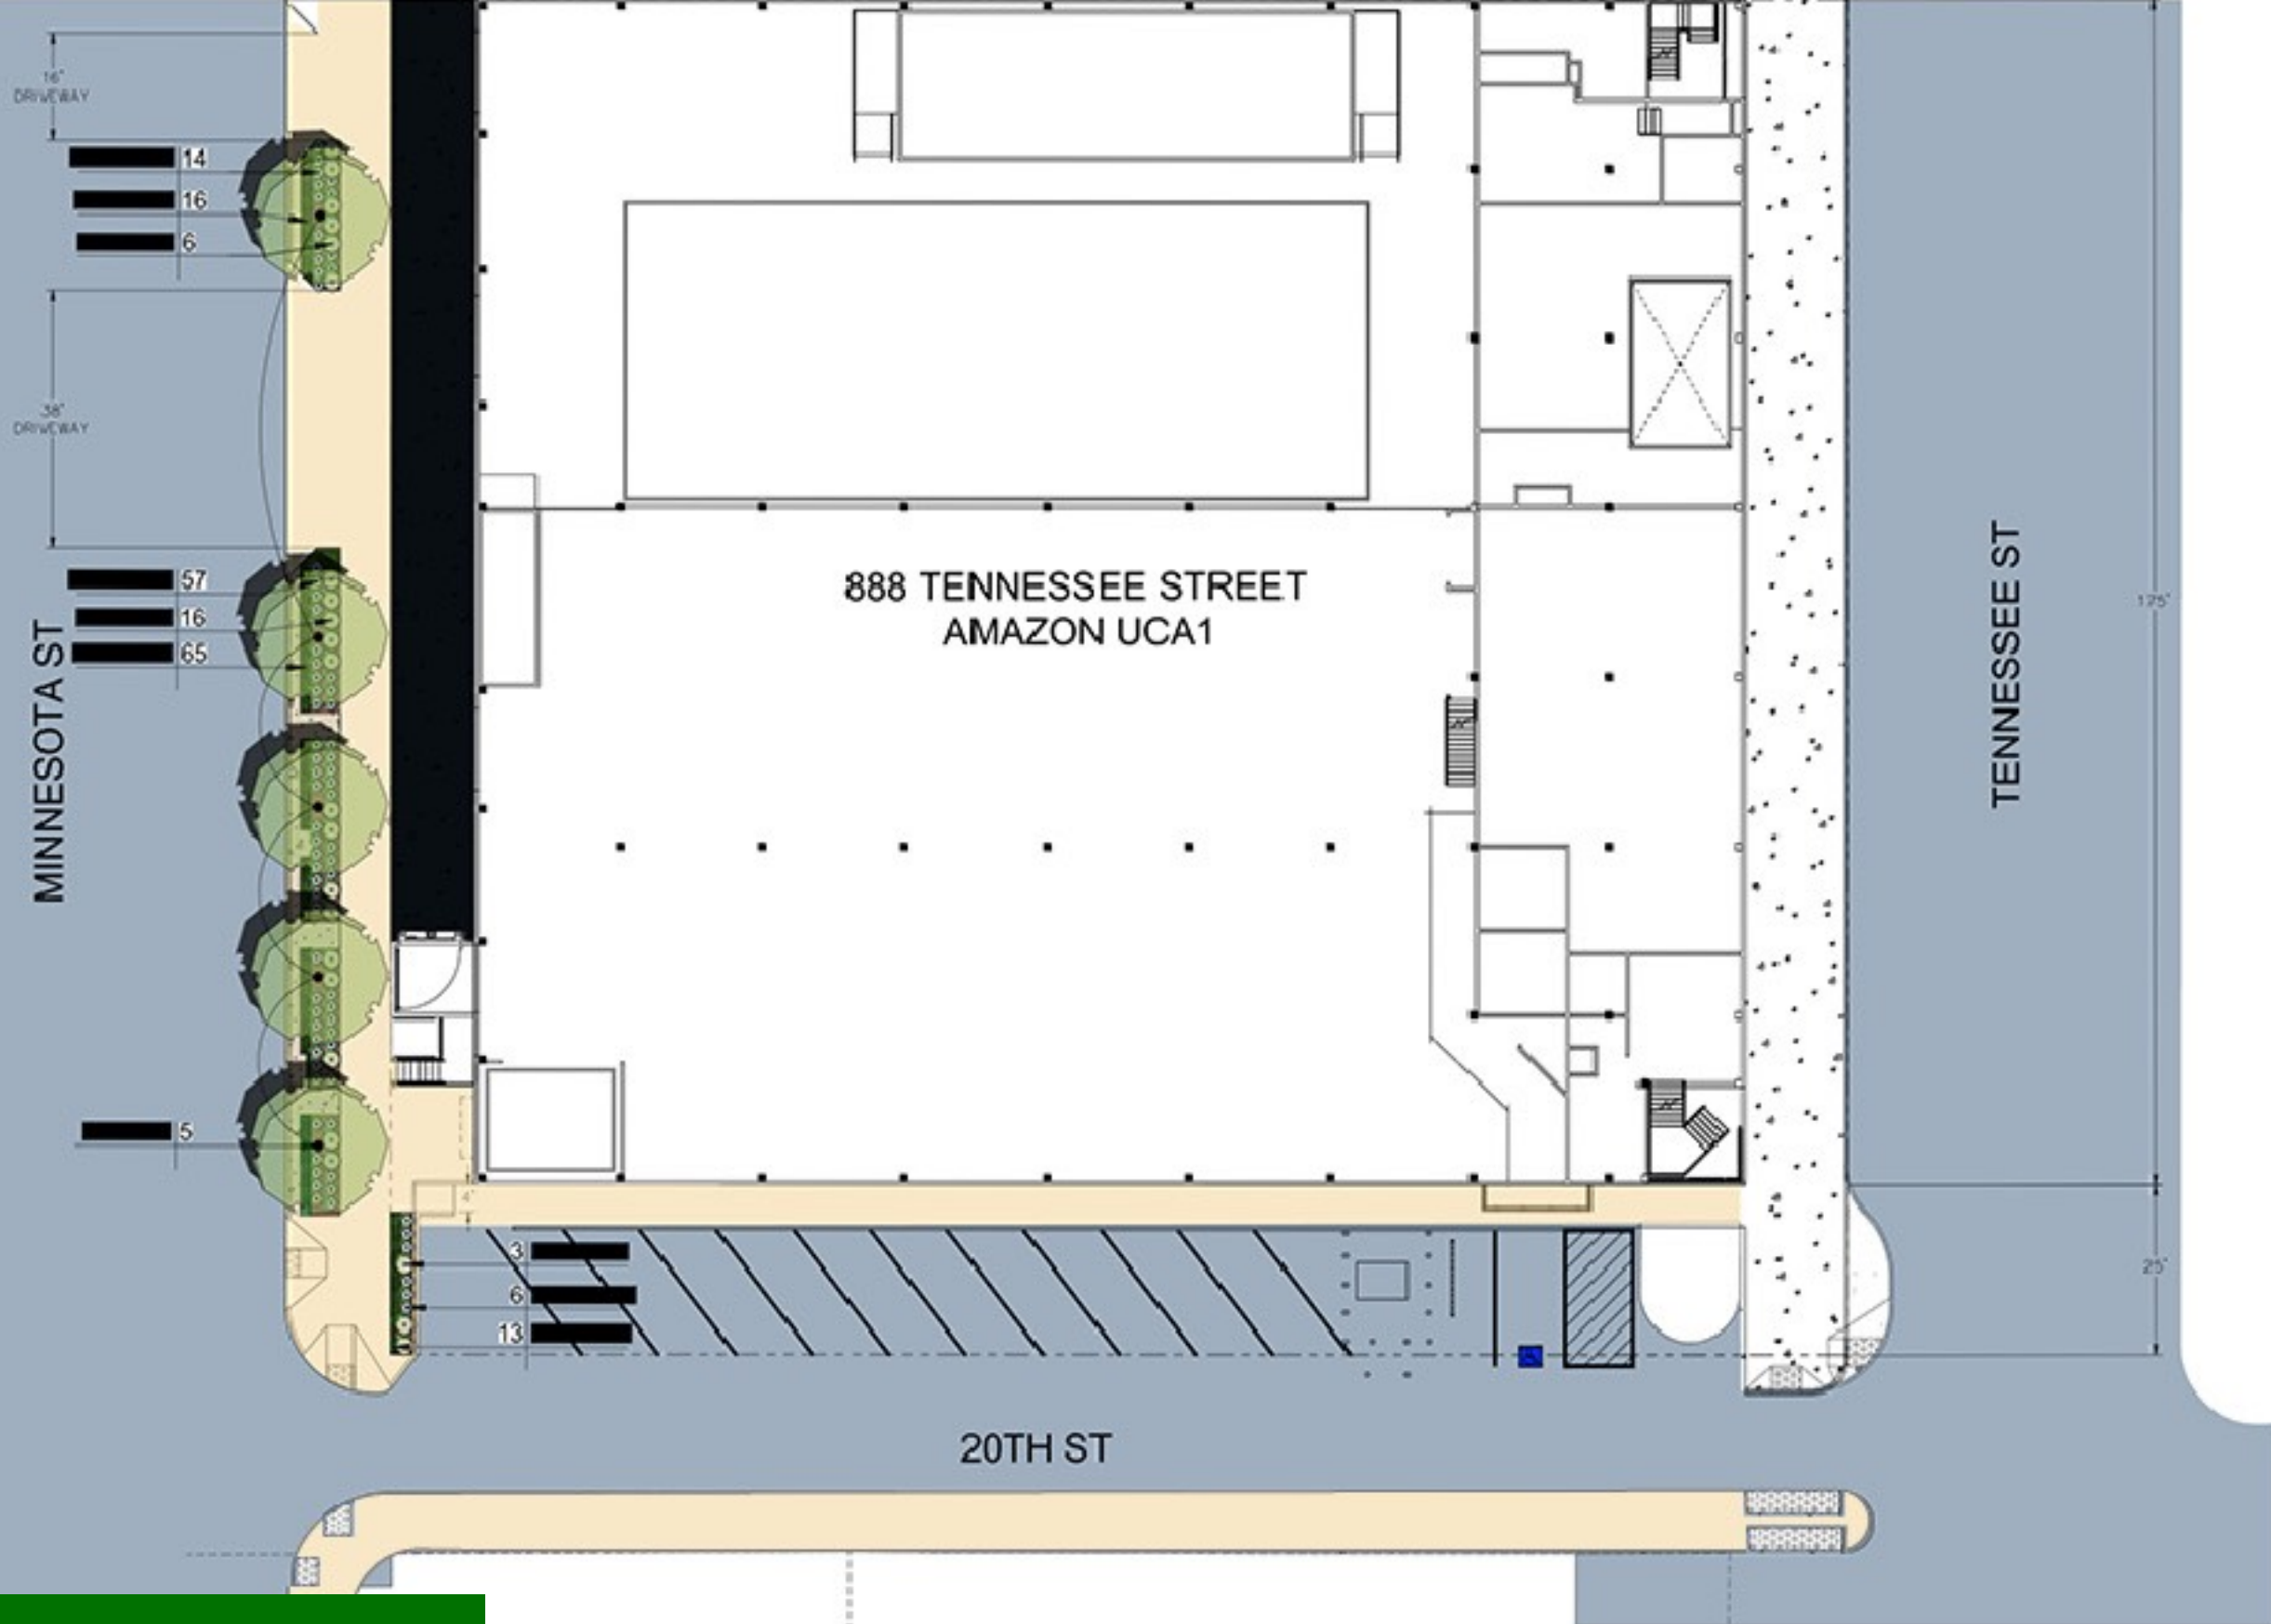 16'
DRIVEWAY
14
16
6
38'
DRIVEWAY
57
16
65
MINNESOTA ST
5
888 TENNESSEE STREET
AMAZON UCA1
TENNESSEE ST
175'
4'
3
6
13
25'
20TH ST